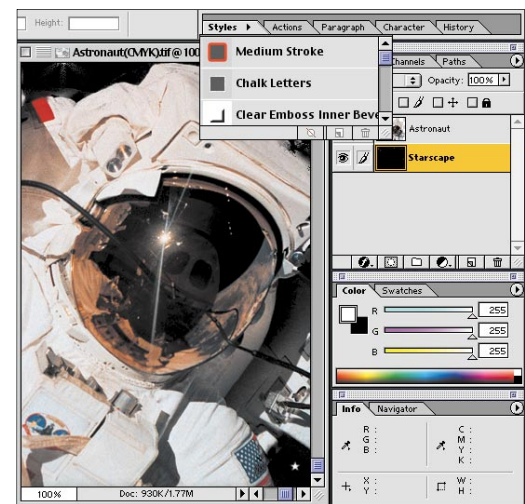 Height:
Styles Actions Paragraph Character History
Astronaut(CMYK).tif @ 100
Medium Stroke
Chalk Letters
Clear Emboss Inner Beve
Channels Paths
Opacity: 100%
Astronaut
Starscape
Color Swatches
R 255
G 255
B 255
Info Navigator
R :
G :
B :
C :
M :
Y :
K :
X :
Y :
W :
H :
100% Doc: 930K/1.77M